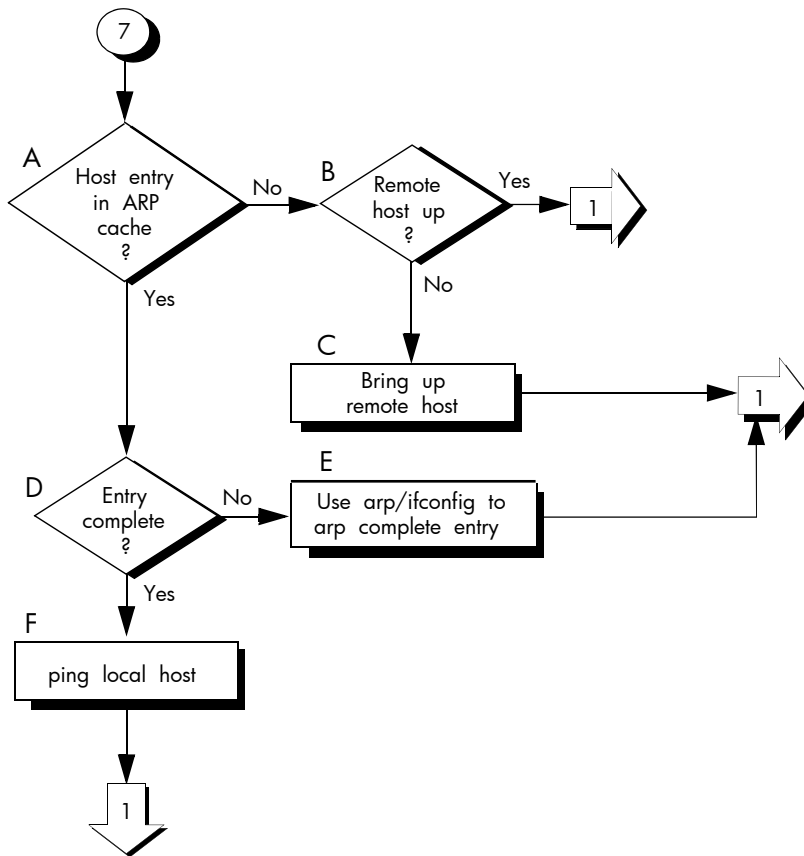 7
A
Host entry
in ARP
cache
?
No
B
Remote
host up
?
Yes
1
Yes
No
C
Bring up
remote host
1
D
Entry
complete
?
No
E
Use arp/ifconfig to
arp complete entry
Yes
F
ping local host
1